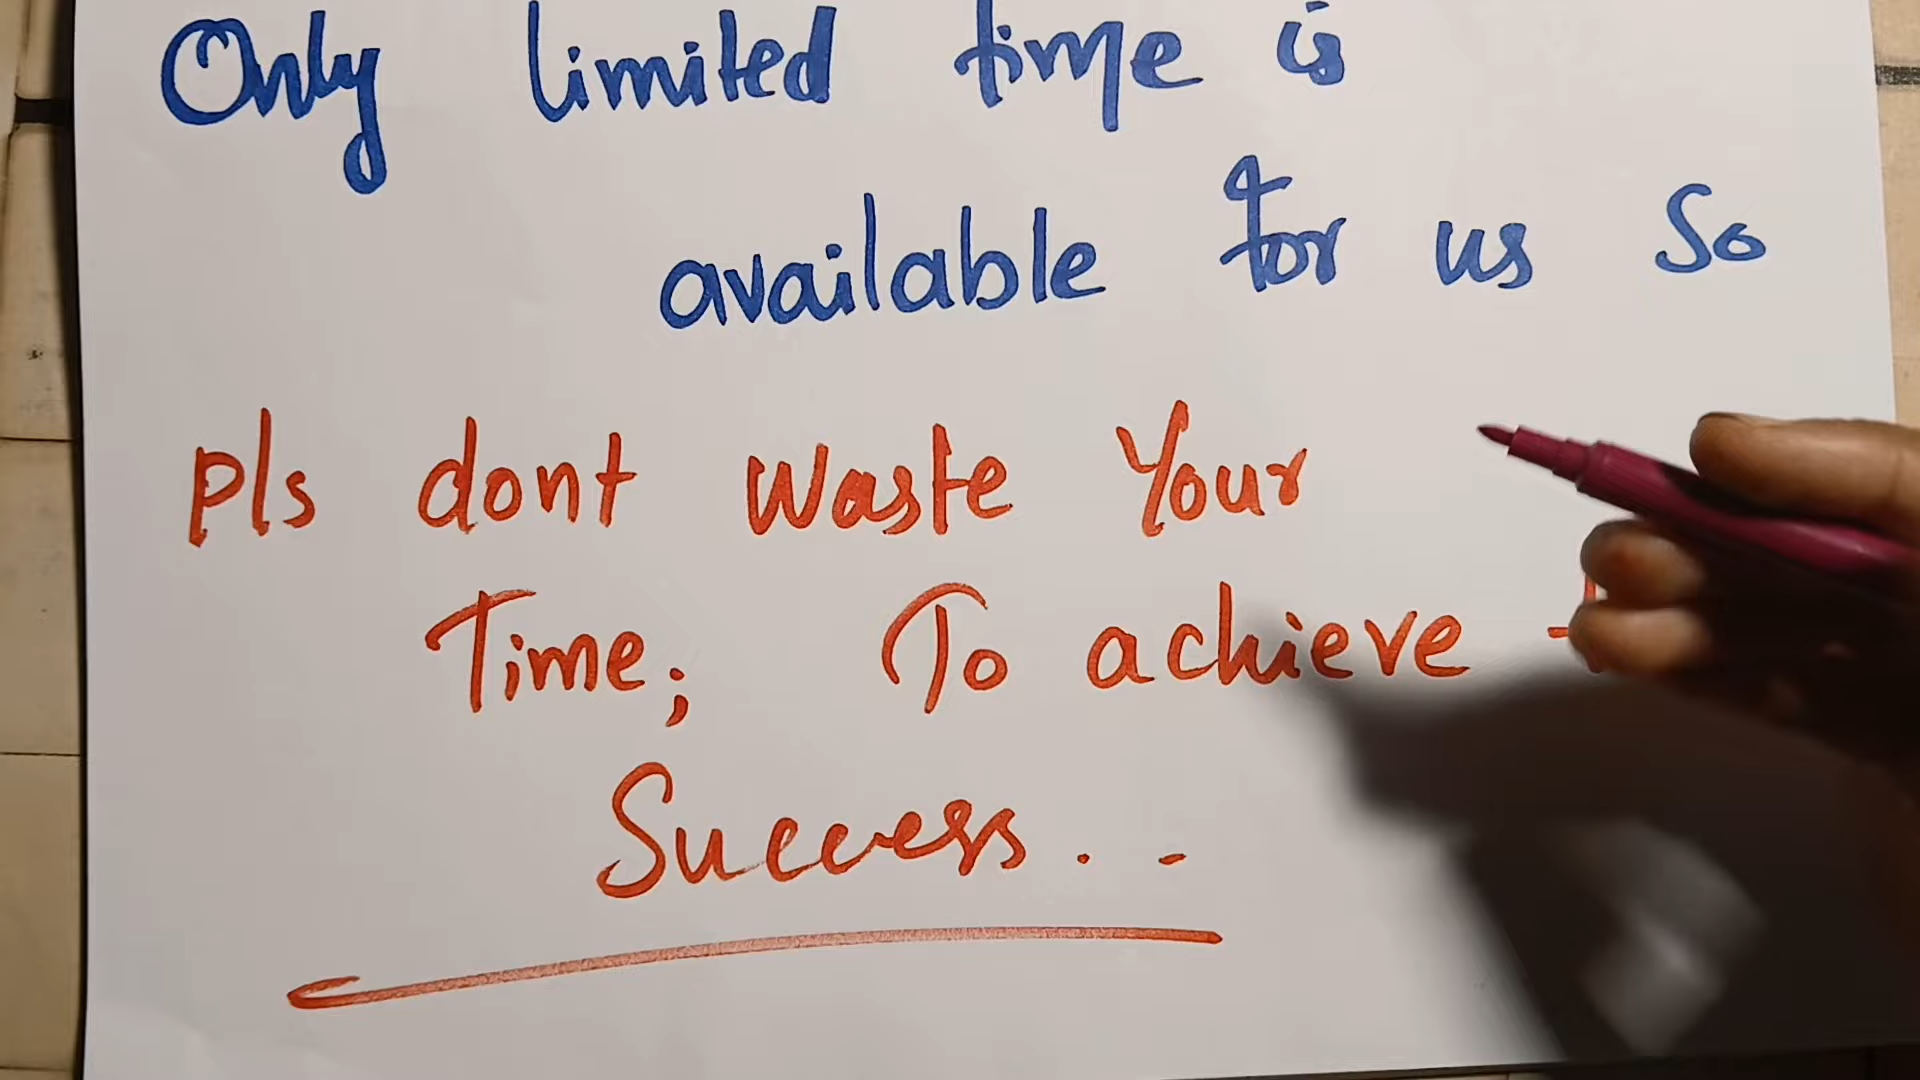 Only limited time is
available for us So
Pls dont waste Your
Time; To achieve
Success . .